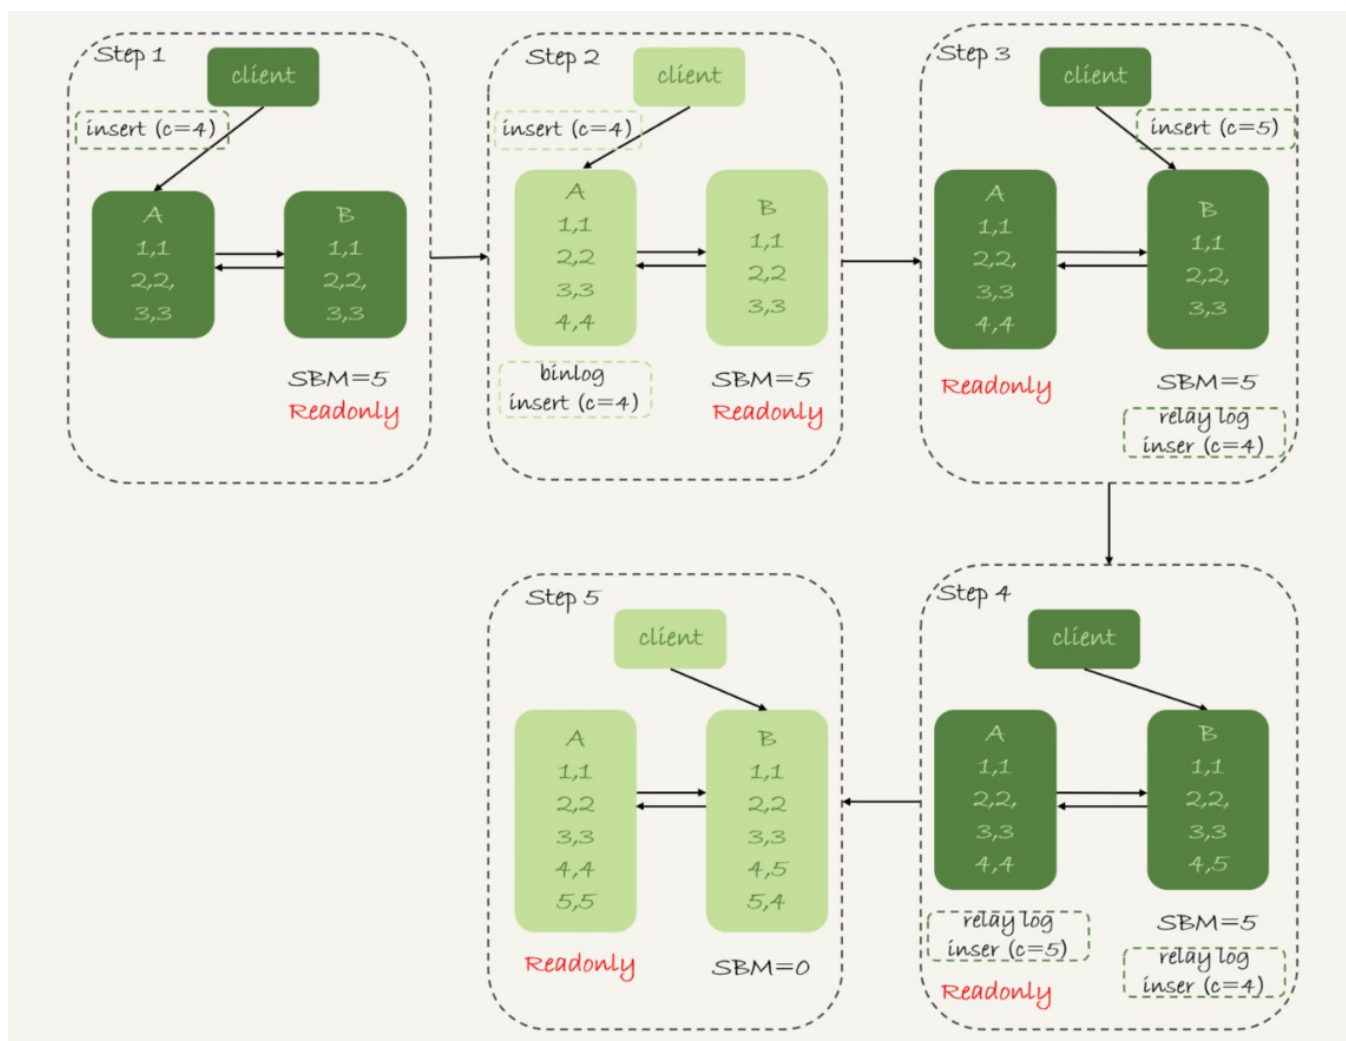 Step 1
client
insert (c=4)
A
1,1
2,2,
3,3
B
1,1
2,2,
3,3
SBM=5
Readonly
Step 2
client
insert (c=4)
A
1,1
2,2
3,3
4,4
binlog
insert (c=4)
B
1,1
2,2
3,3
SBM=5
Readonly
Step 3
client
insert (c=5)
A
1,1
2,2,
3,3
4,4
Readonly
B
1,1
2,2,
3,3
SBM=5
relay log
inser (c=4)
Step 4
client
A
1,1
2,2,
3,3
4,4
relay log
inser (c=5)
Readonly
B
1,1
2,2,
3,3
4,5
SBM=5
relay log
inser (c=4)
Step 5
client
A
1,1
2,2
3,3
4,4
5,5
Readonly
B
1,1
2,2
3,3
4,5
5,4
SBM=0